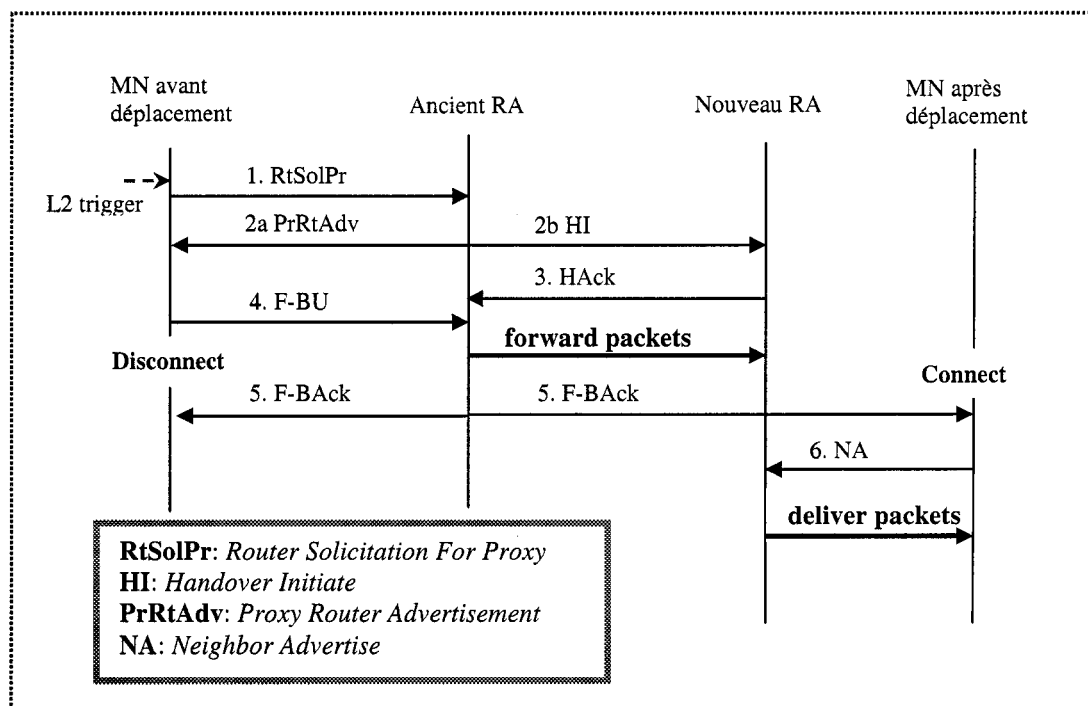 MN avant
déplacement
Ancient RA
Nouveau RA
MN après
déplacement
L2 trigger
1. RtSolPr
2a PrRtAdv
2b HI
3. HAck
4. F-BU
forward packets
Disconnect
Connect
5. F-BAck
5. F-BAck
6. NA
deliver packets
RtSolPr: Router Solicitation For Proxy
HI: Handover Initiate
PrRtAdv: Proxy Router Advertisement
NA: Neighbor Advertise